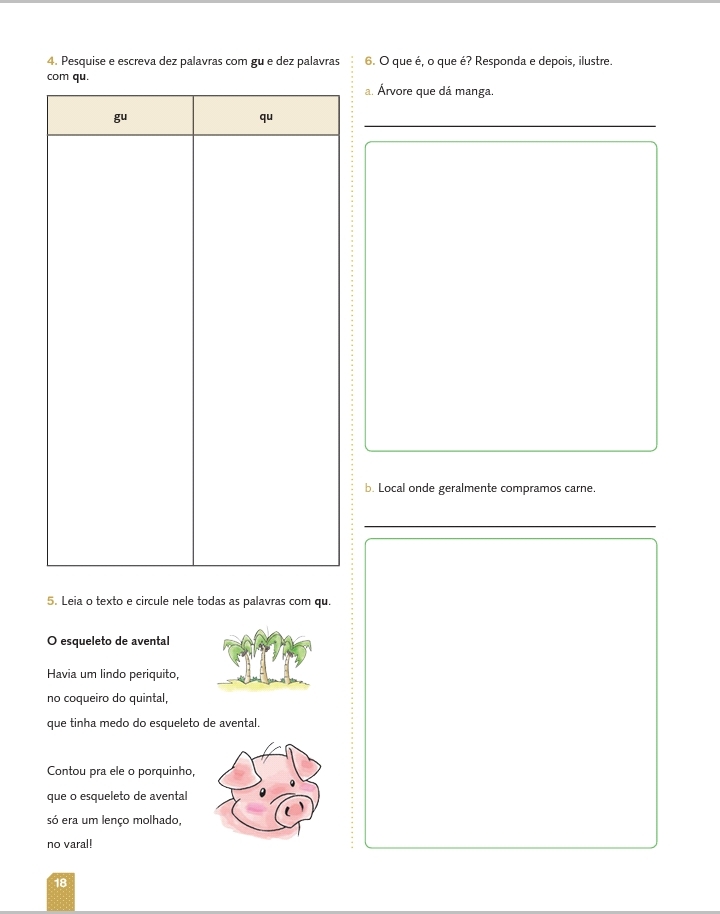 4. Pesquise e escreva dez palavras com gu e dez palavras
com qu.
gu
qu
5. Leia o texto e circule nele todas as palavras com qu.
O esqueleto de avental
Havia um lindo periquito,
no coqueiro do quintal,
que tinha medo do esqueleto de avental.
Contou pra ele o porquinho,
que o esqueleto de avental
só era um lenço molhado,
no varal!
18
6. O que é, o que é? Responda e depois, ilustre.
a. Árvore que dá manga.
b. Local onde geralmente compramos carne.